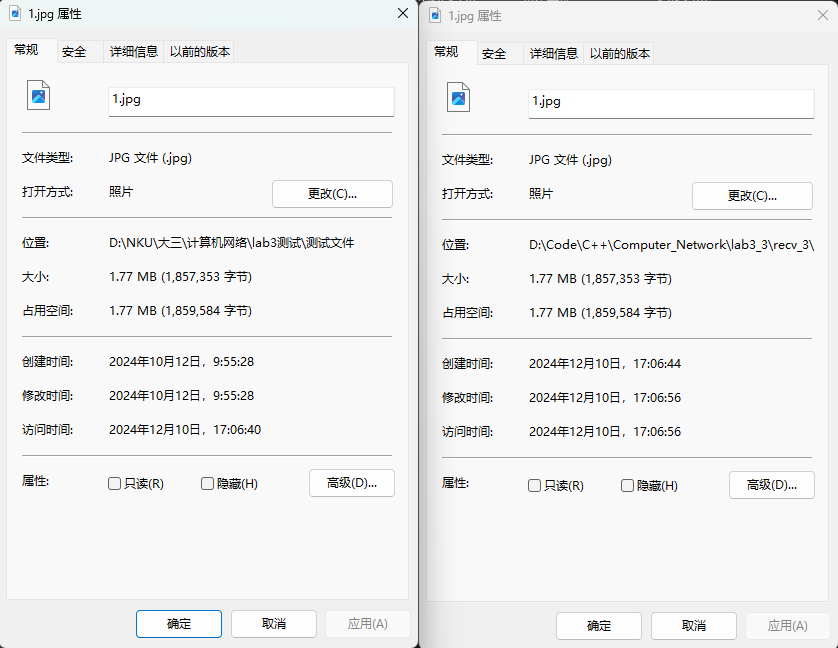 1.jpg 属性
常规 安全 详细信息 以前的版本
1.jpg
文件类型: JPG 文件 (.jpg)
打开方式: 照片 更改(C)...
位置: D:\NKU\大三\计算机网络\lab3测试\测试文件
大小: 1.77 MB (1,857,353 字节)
占用空间: 1.77 MB (1,859,584 字节)
创建时间: 2024年10月12日，9:55:28
修改时间: 2024年10月12日，9:55:28
访问时间: 2024年12月10日，17:06:40
属性: 只读(R) 隐藏(H) 高级(D)...
确定 取消 应用(A)
1.jpg 属性
常规 安全 详细信息 以前的版本
1.jpg
文件类型: JPG 文件 (.jpg)
打开方式: 照片 更改(C)...
位置: D:\Code\C++\Computer_Network\lab3_3\recv_3\
大小: 1.77 MB (1,857,353 字节)
占用空间: 1.77 MB (1,859,584 字节)
创建时间: 2024年12月10日，17:06:44
修改时间: 2024年12月10日，17:06:56
访问时间: 2024年12月10日，17:06:56
属性: 只读(R) 隐藏(H) 高级(D)...
确定 取消 应用(A)